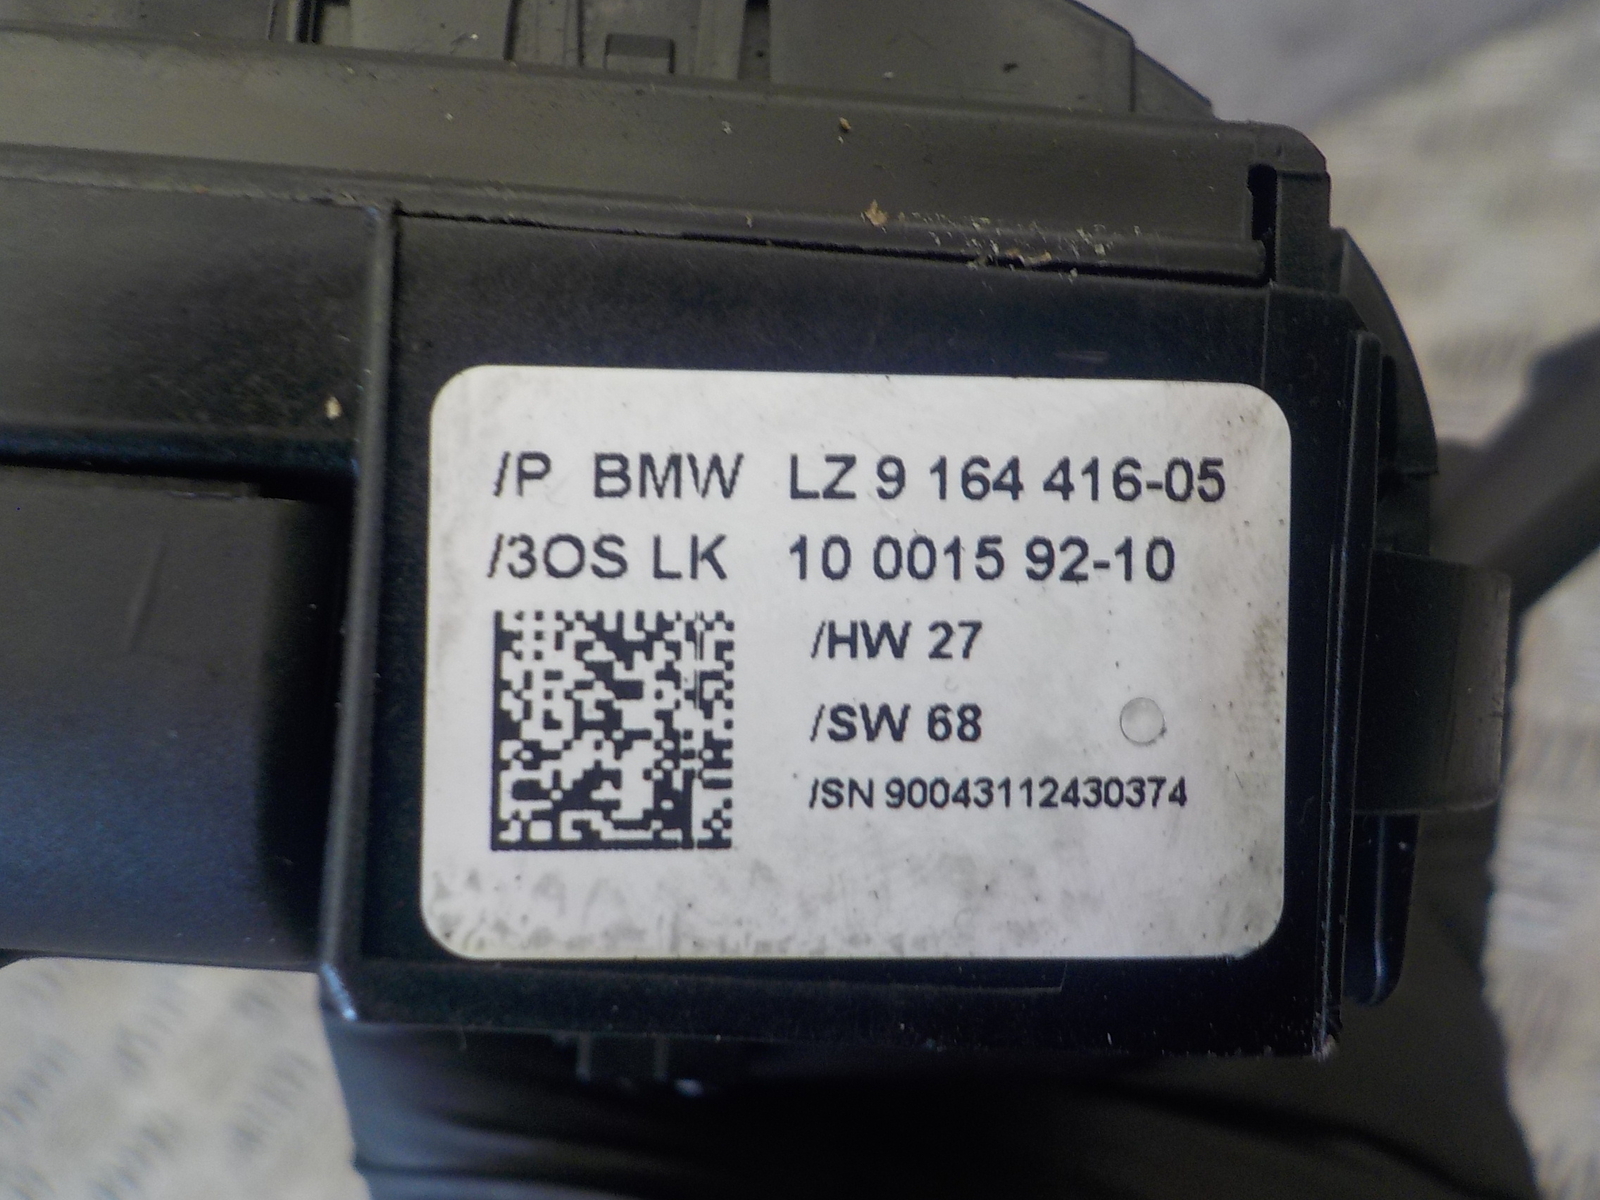 /P BMW LZ 9 164 416-05
/3OS LK 10 0015 92-10
/HW 27
/SW 68
/SN 90043112430374